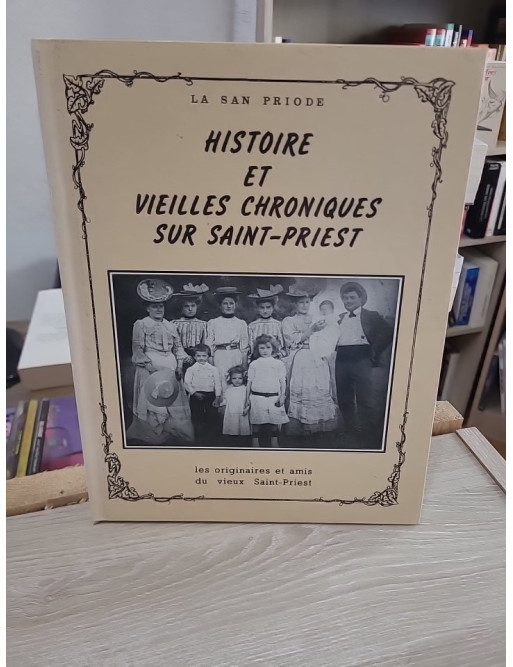 LA SAN PRIODE
HISTOIRE
ET
VIEILLES CHRONIQUES
SUR SAINT-PRIEST
les originaires et amis
du vieux Saint-Priest